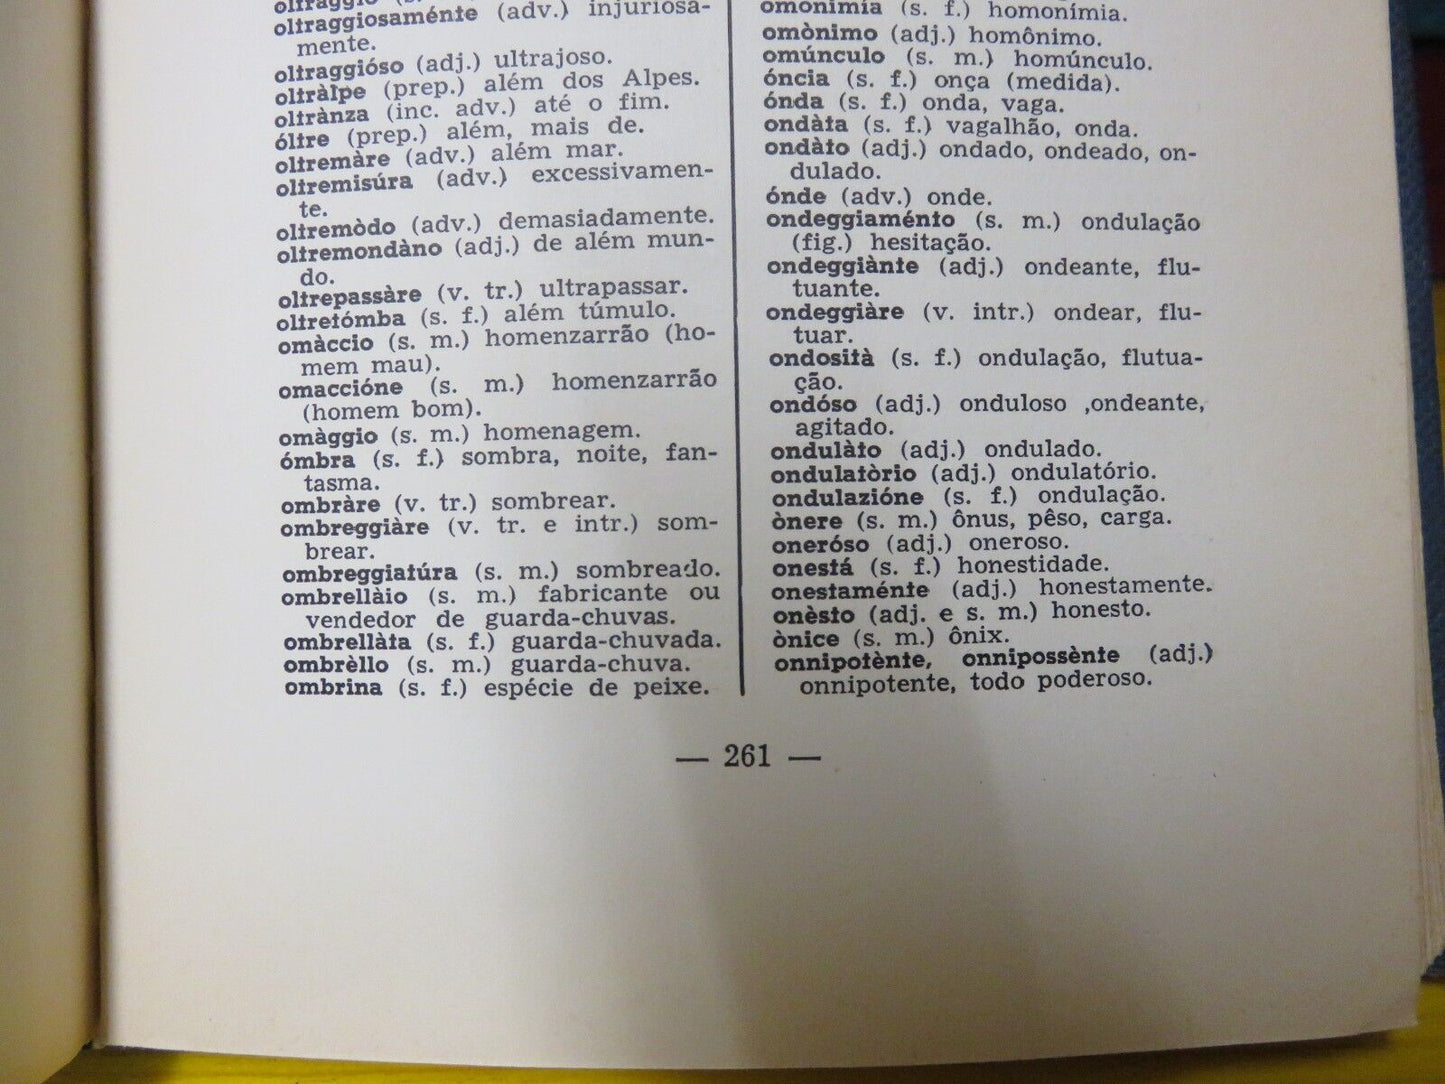 oltraggio
oltraggiosaménte (adv.) injuriosa-
mente.
oltraggióso (adj.) ultrajoso.
oltràlpe (prep.) além dos Alpes.
oltrànza (inc. adv.) até o fim.
óltre (prep.) além, mais de.
oltremàre (adv.) além mar.
oltremisúra (adv.) excessivamen-
te.
oltremòdo (adv.) demasiadamente.
oltremondàno (adj.) de além mun-
do.
oltrepassàre (v. tr.) ultrapassar.
oltretómba (s. f.) além túmulo.
omàccio (s. m.) homenzarrão (ho-
mem mau).
omaccióne (s. m.) homenzarrão
(homem bom).
omàggio (s. m.) homenagem.
ómbra (s. f.) sombra, noite, fan-
tasma.
ombràre (v. tr.) sombrear.
ombreggiàre (v. tr. e intr.) som-
brear.
ombreggiatúra (s. m.) sombreado.
ombrellàio (s. m.) fabricante ou
vendedor de guarda-chuvas.
ombrellàta (s. f.) guarda-chuvada.
ombrèllo (s. m.) guarda-chuva.
ombrina (s. f.) espécie de peixe.
omonímia (s. f.) homonímia.
omònimo (adj.) homônimo.
omúnculo (s. m.) homúnculo.
óncia (s. f.) onça (medida).
ónda (s. f.) onda, vaga.
ondàta (s. f.) vagalhão, onda.
ondàto (adj.) ondado, ondeado, on-
dulado.
ónde (adv.) onde.
ondeggiaménto (s. m.) ondulação
(fig.) hesitação.
ondeggiànte (adj.) ondeante, flu-
tuante.
ondeggiàre (v. intr.) ondear, flu-
tuar.
ondosità (s. f.) ondulação, flutua-
ção.
ondóso (adj.) onduloso ,ondeante,
agitado.
ondulàto (adj.) ondulado.
ondulatòrio (adj.) ondulatório.
ondulazióne (s. f.) ondulação.
ònere (s. m.) ônus, pêso, carga.
oneróso (adj.) oneroso.
onestá (s. f.) honestidade.
onestaménte (adj.) honestamente.
onèsto (adj. e s. m.) honesto.
ònice (s. m.) ônix.
onnipotènte, onnipossènte (adj.)
onnipotente, todo poderoso.
— 261 —